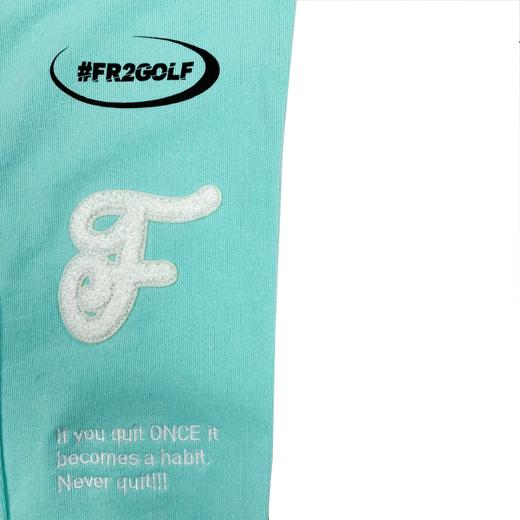 #FR2GOLF
F
If you quit ONCE it
becomes a habit.
Never quit!!!